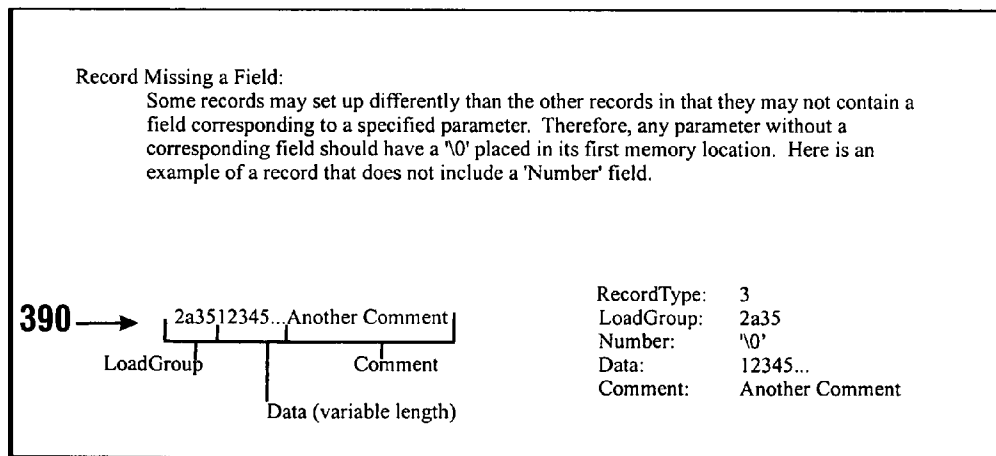 Record Missing a Field:
Some records may set up differently than the other records in that they may not contain a
field corresponding to a specified parameter. Therefore, any parameter without a
corresponding field should have a '\0' placed in its first memory location. Here is an
example of a record that does not include a 'Number' field.
390
2a3512345...Another Comment
LoadGroup
Comment
Data (variable length)
RecordType: 3
LoadGroup: 2a35
Number: '\0'
Data: 12345...
Comment: Another Comment